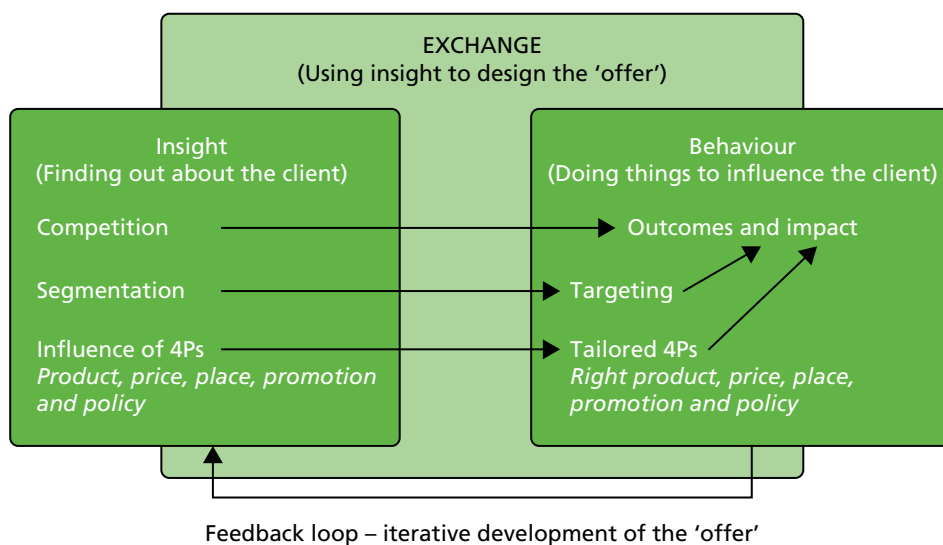 EXCHANGE
(Using insight to design the ‘offer’)
Insight
(Finding out about the client)
Competition
Segmentation
Influence of 4Ps
Product, price, place, promotion
and policy
Behaviour
(Doing things to influence the client)
Outcomes and impact
Targeting
Tailored 4Ps
Right product, price, place,
promotion and policy
Feedback loop – iterative development of the ‘offer’